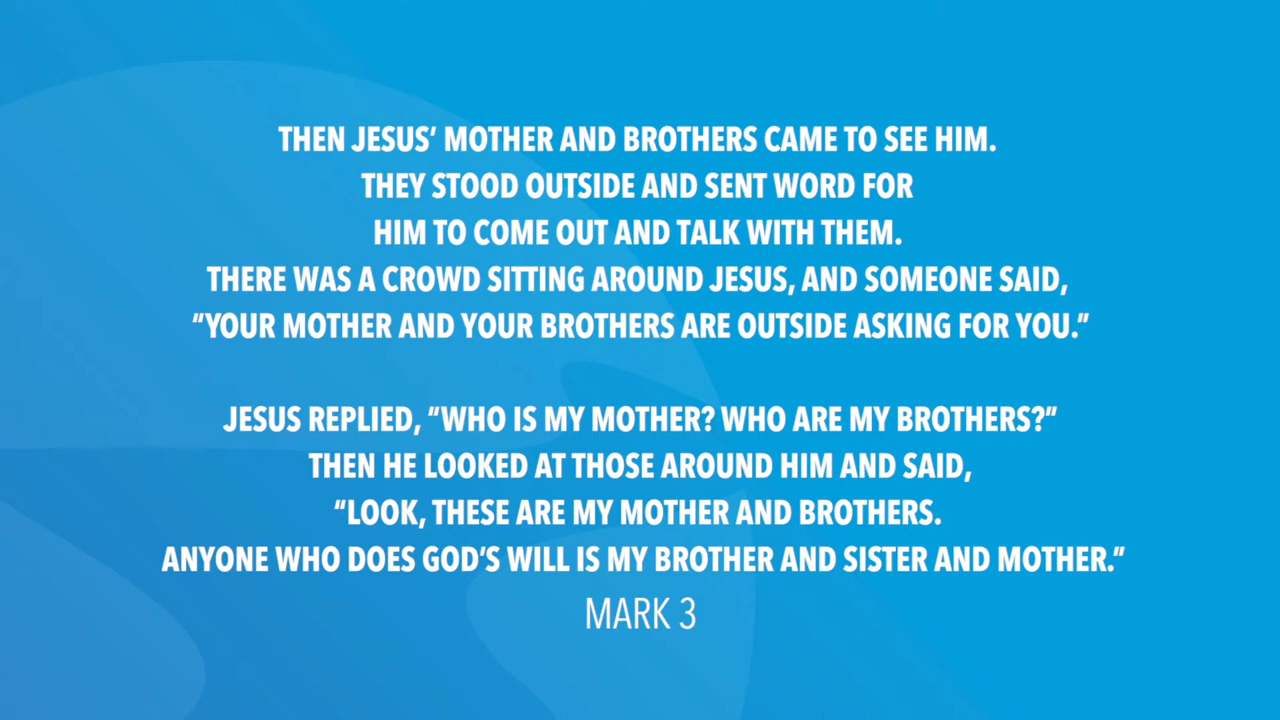 THEN JESUS’ MOTHER AND BROTHERS CAME TO SEE HIM.
THEY STOOD OUTSIDE AND SENT WORD FOR
HIM TO COME OUT AND TALK WITH THEM.
THERE WAS A CROWD SITTING AROUND JESUS, AND SOMEONE SAID,
“YOUR MOTHER AND YOUR BROTHERS ARE OUTSIDE ASKING FOR YOU.”
JESUS REPLIED, “WHO IS MY MOTHER? WHO ARE MY BROTHERS?”
THEN HE LOOKED AT THOSE AROUND HIM AND SAID,
“LOOK, THESE ARE MY MOTHER AND BROTHERS.
ANYONE WHO DOES GOD’S WILL IS MY BROTHER AND SISTER AND MOTHER.”
MARK 3